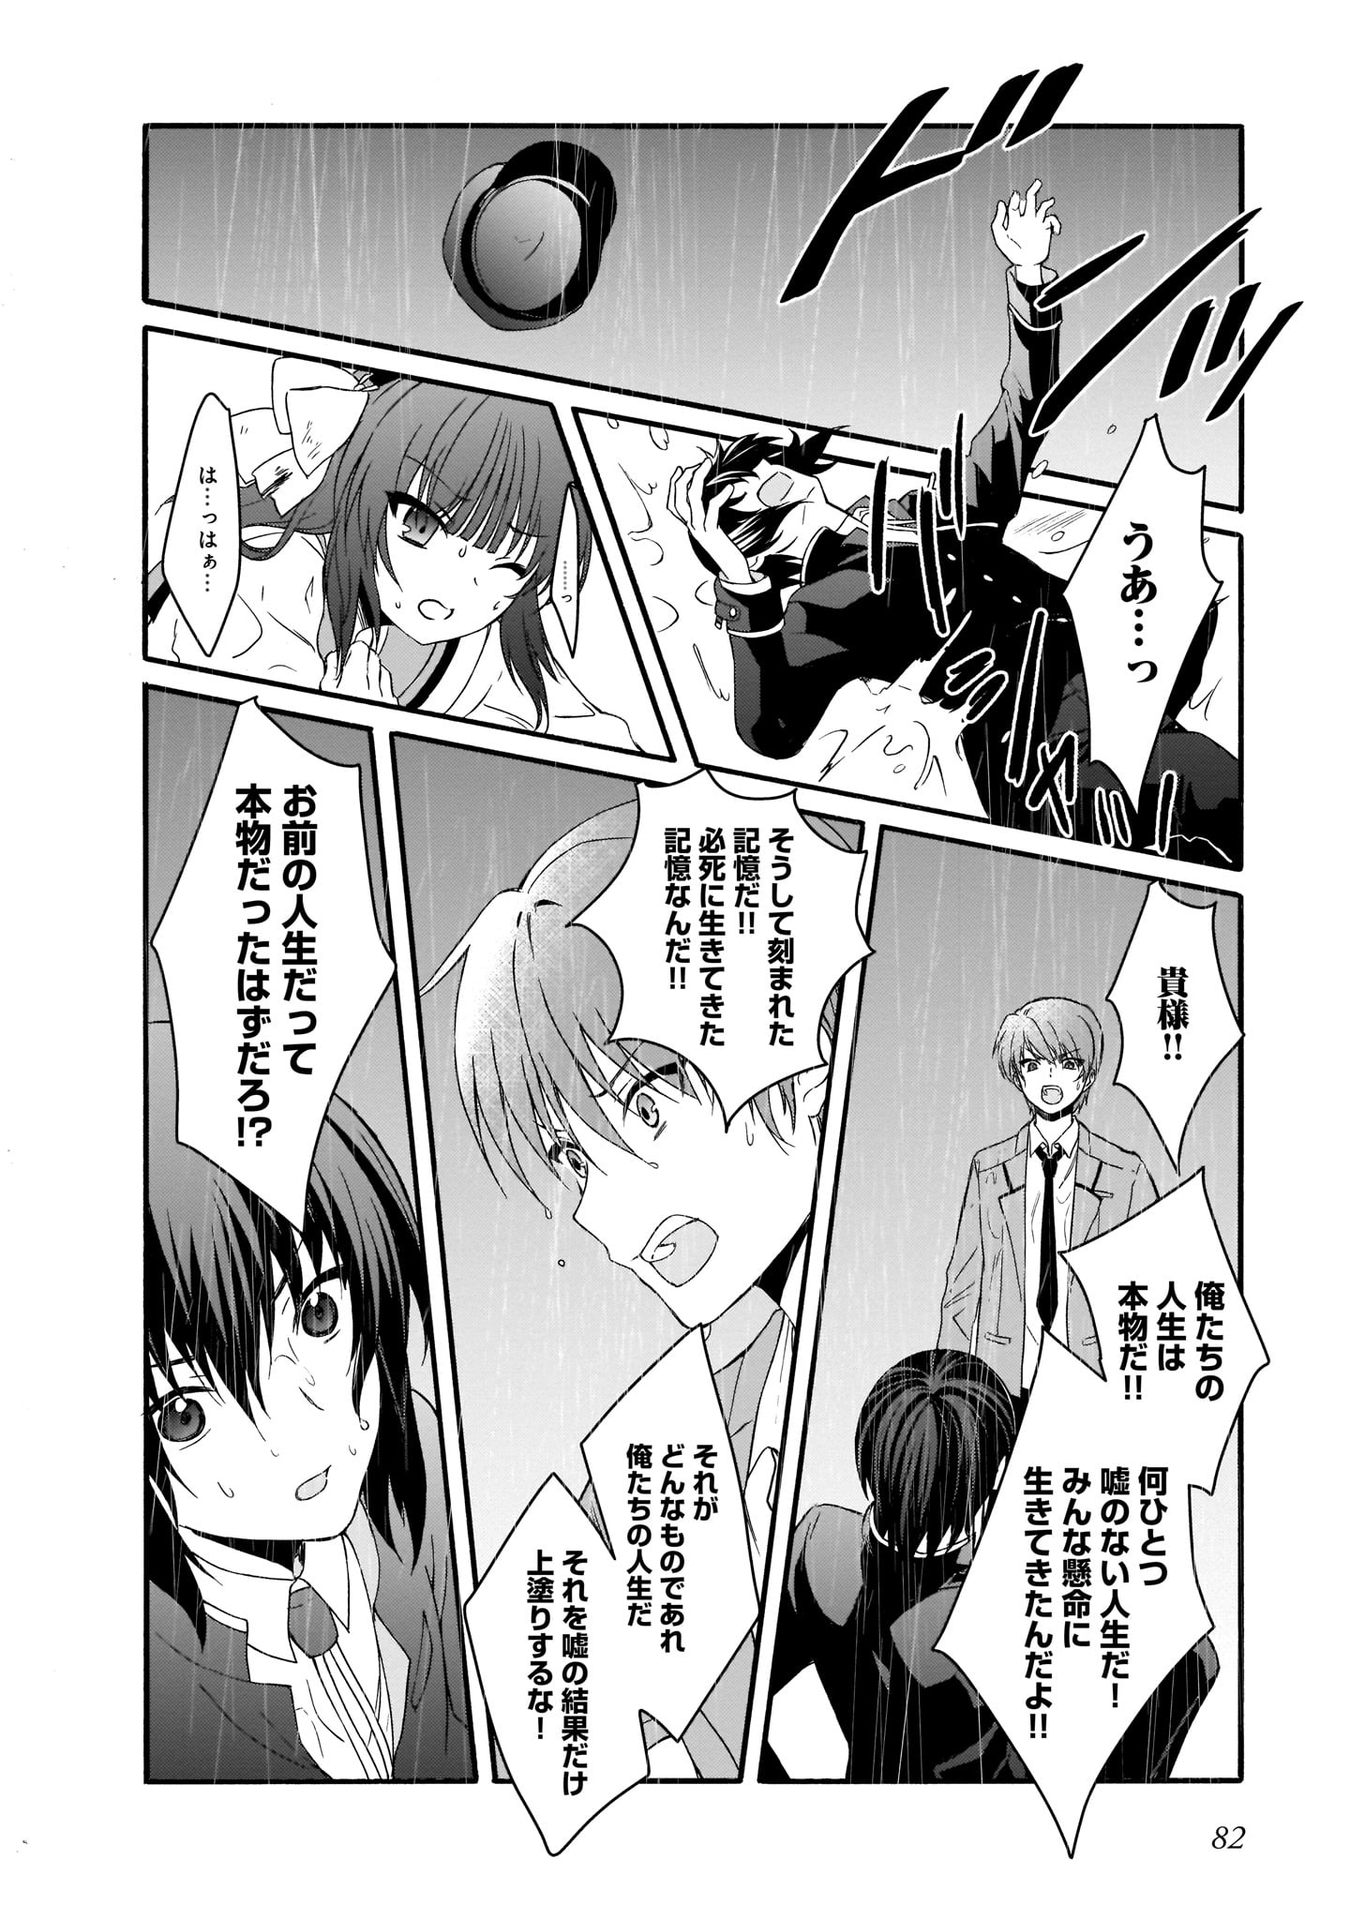 ドドッッ
うあ…っ
バシャッ
…………っ
は…っはぁ…
貴様!!
俺たちの
人生は
本物だ!!
何ひとつ
嘘のない人生だ!
みんな懸命に
生きてきたんだよ!!
そうして刻まれた
記憶だ!!
必死に生きてきた
記憶なんだ!!
それが
どんなものであれ
俺たちの人生だ
それを嘘の結果だけ
上塗りするな!
お前の人生だって
本物だったはずだろ!?
82